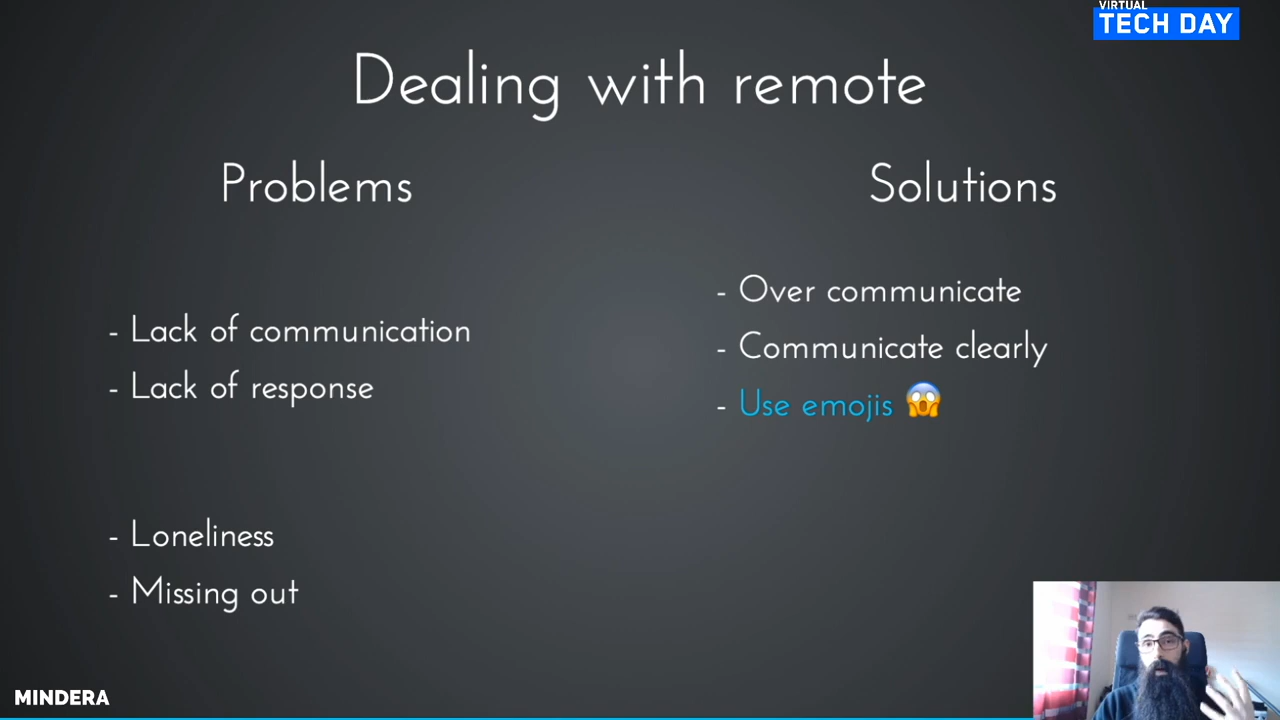 VIRTUAL
TECH DAY
Dealing with remote
Problems
- Lack of communication
- Lack of response
- Loneliness
- Missing out
Solutions
- Over communicate
- Communicate clearly
- Use emojis 😱
MINDERA